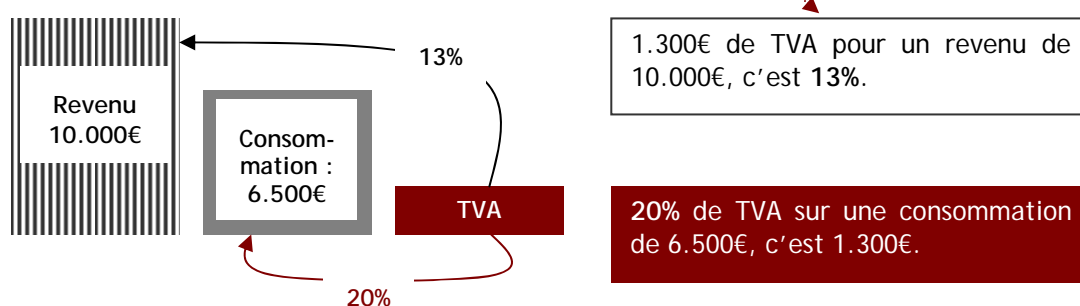 13%
Revenu
10.000€
Consom-
mation :
6.500€
TVA
20%
1.300€ de TVA pour un revenu de
10.000€, c’est 13%.
20% de TVA sur une consommation
de 6.500€, c’est 1.300€.